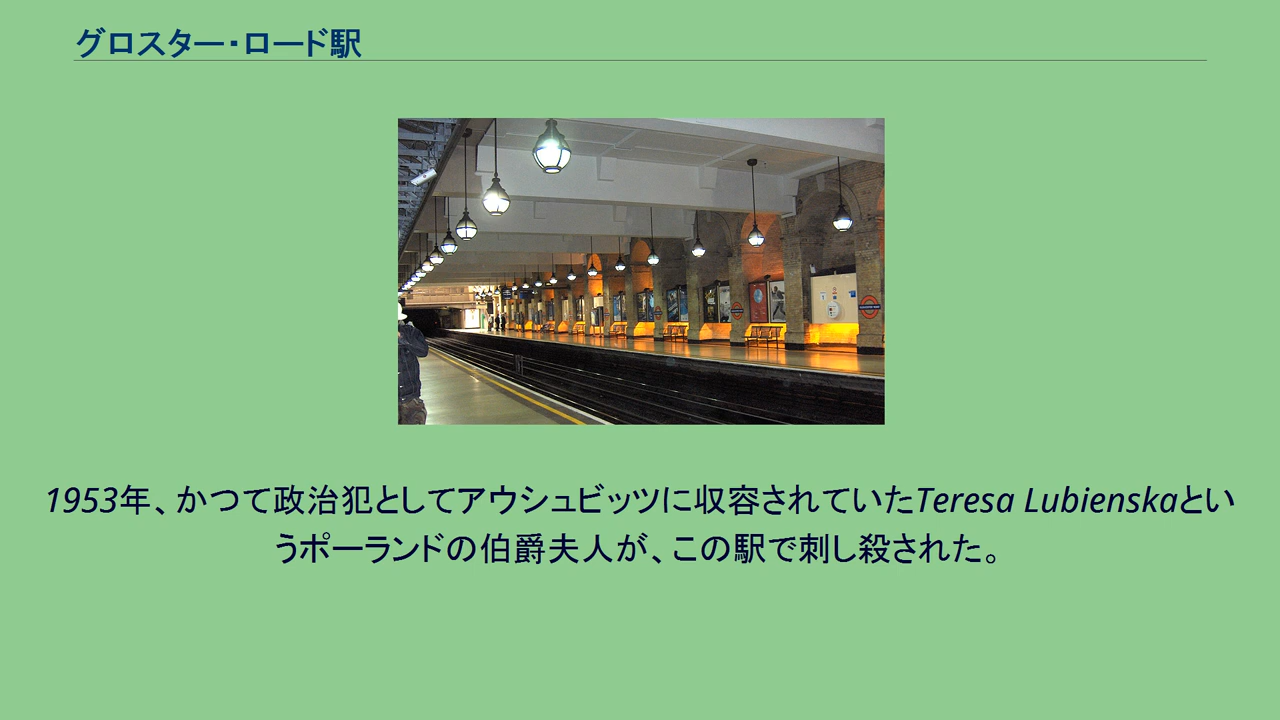 グロスター・ロード駅
1953年、かつて政治犯としてアウシュビッツに収容されていたTeresa Lubienskaとい
うポーランドの伯爵夫人が、この駅で刺し殺された。